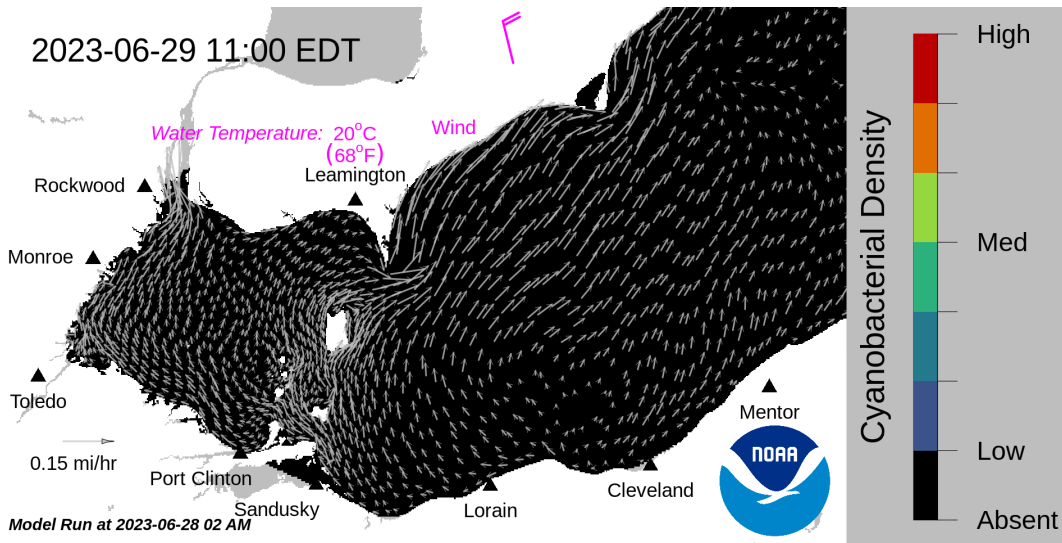 2023-06-29 11:00 EDT
Water Temperature: 20°C
(68°F)
Wind
Leamington
Rockwood
Monroe
Toledo
0.15 mi/hr
Port Clinton
Sandusky
Lorain
Cleveland
Mentor
NOAA
Model Run at 2023-06-28 02 AM
Cyanobacterial Density
High
Med
Low
Absent